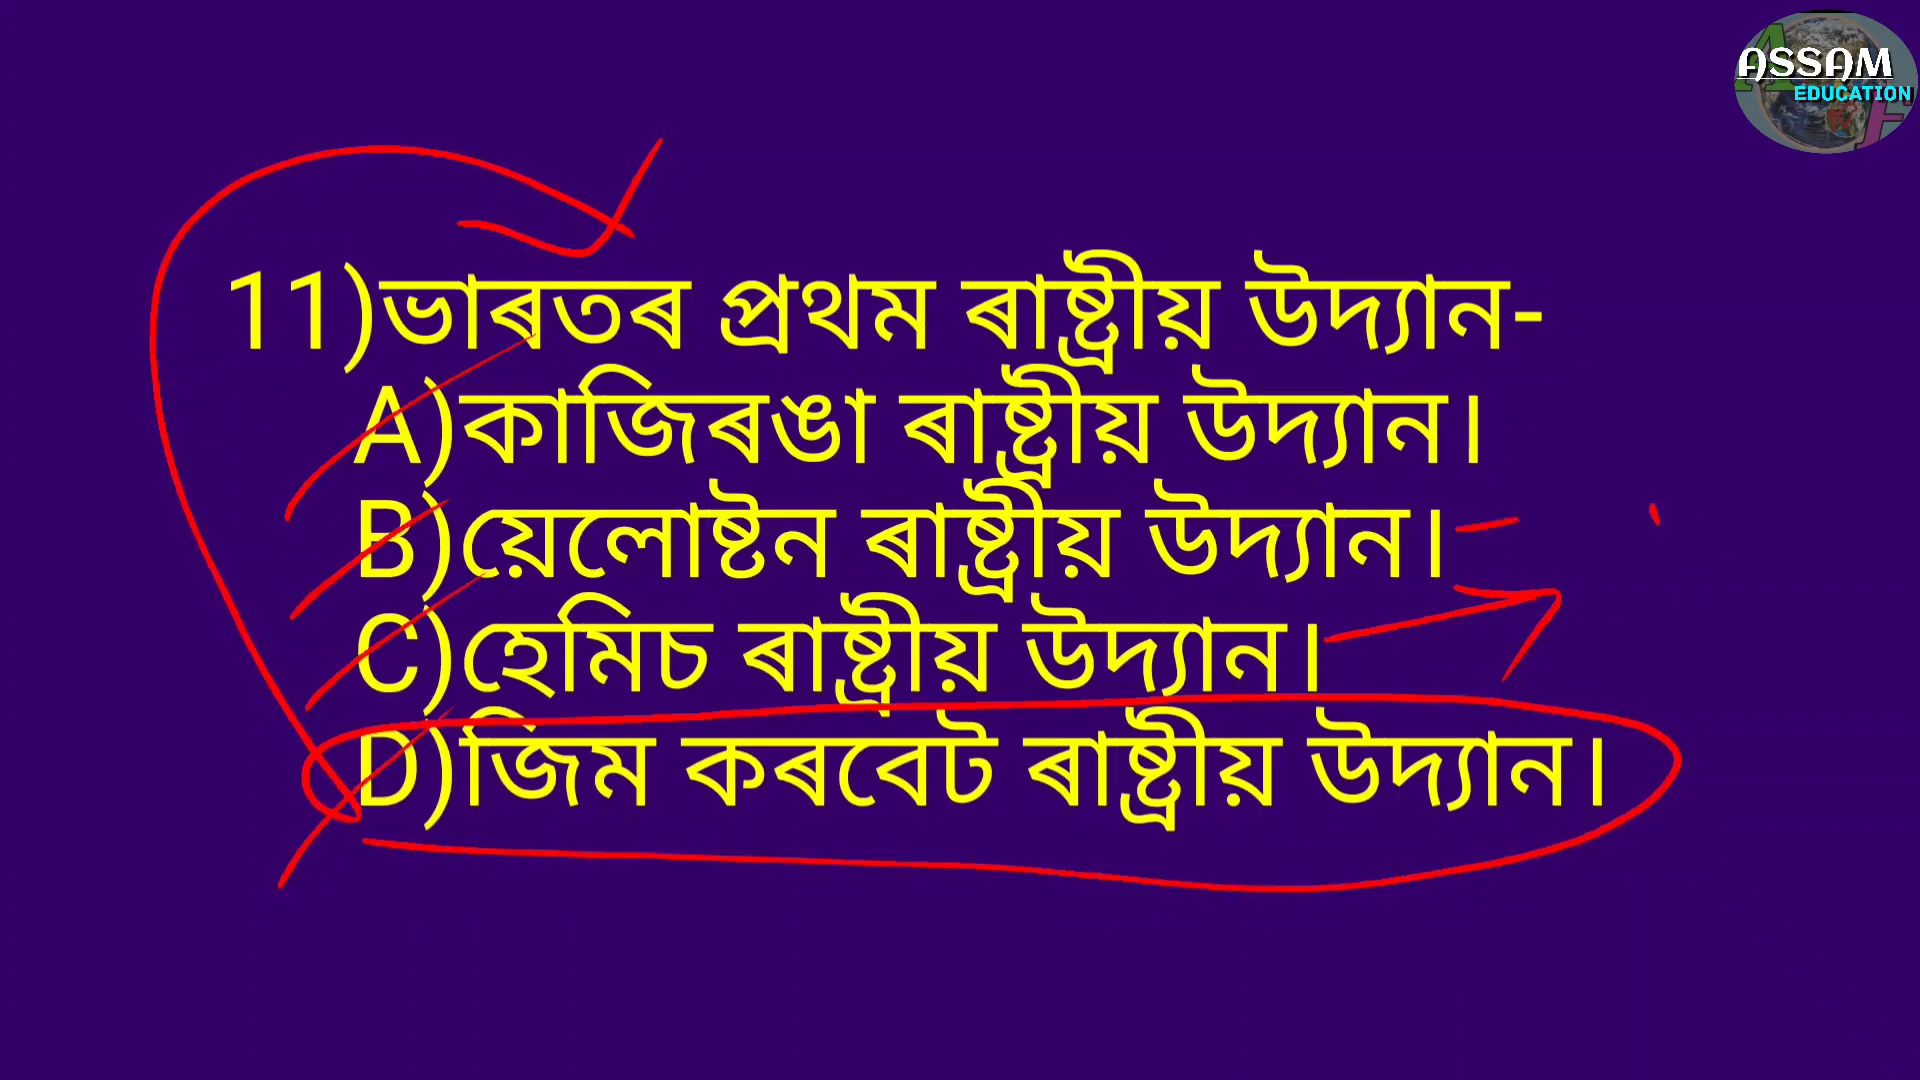 ASSAM
EDUCATION
11)ভাৰতৰ প্ৰথম ৰাষ্ট্ৰীয় উদ্যান-
A)কাজিৰঙা ৰাষ্ট্ৰীয় উদ্যান।
B)য়েলোষ্টন ৰাষ্ট্ৰীয় উদ্যান।
C)হেমিচ ৰাষ্ট্ৰীয় উদ্যান।
D)জিম কৰবেট ৰাষ্ট্ৰীয় উদ্যান।